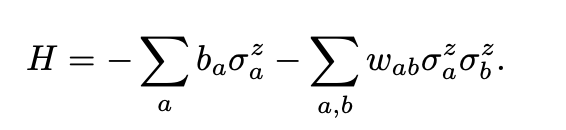 H = −∑_a b_a σ_a^z − ∑_{a,b} w_{ab} σ_a^z σ_b^z.